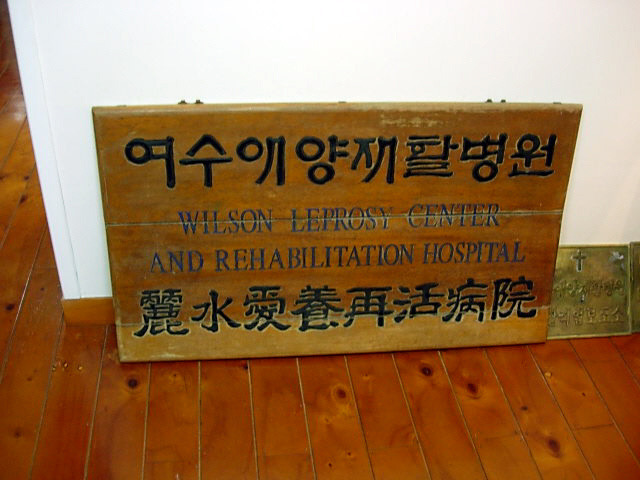 여수애양재활병원
WILSON LEPROSY CENTER
AND REHABILITATION HOSPITAL
麗水愛養再活病院